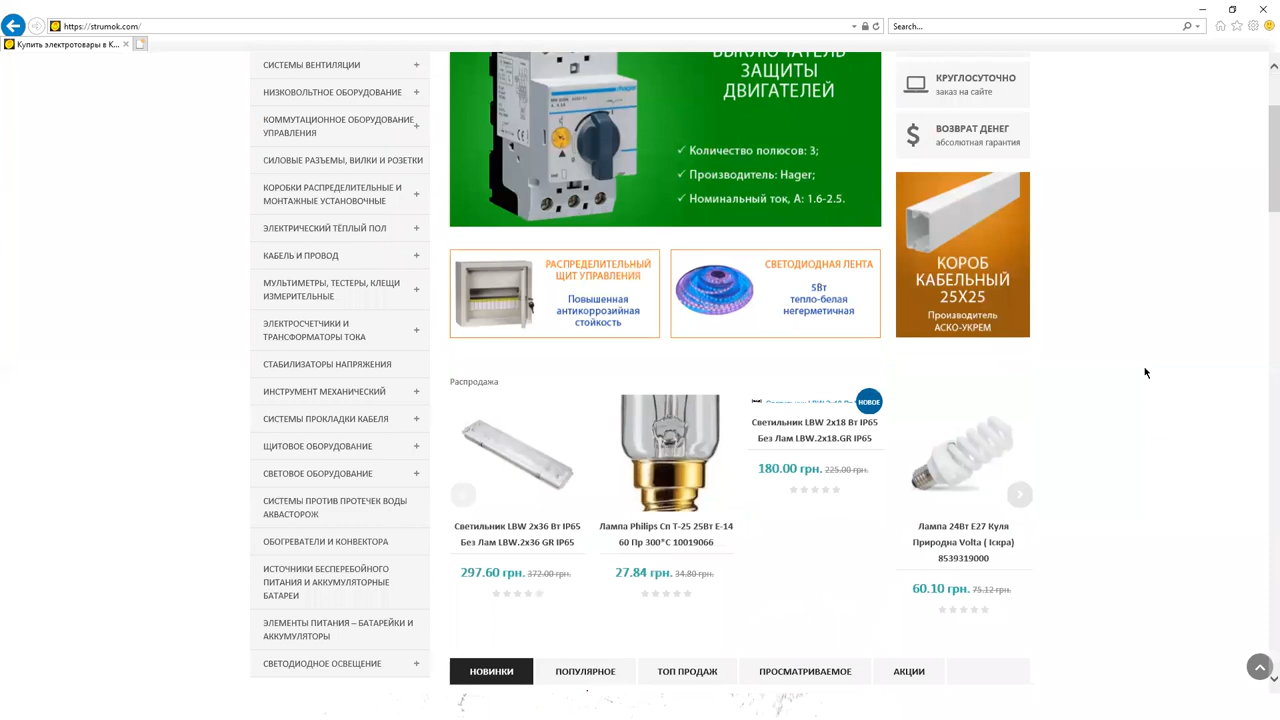 https://strumok.com/
Search...
Купить электротовары в К...
СИСТЕМЫ ВЕНТИЛЯЦИИ
НИЗКОВОЛЬТНОЕ ОБОРУДОВАНИЕ
КОММУТАЦИОННОЕ ОБОРУДОВАНИЕ
УПРАВЛЕНИЯ
СИЛОВЫЕ РАЗЪЕМЫ, ВИЛКИ И РОЗЕТКИ
КОРОБКИ РАСПРЕДЕЛИТЕЛЬНЫЕ И
МОНТАЖНЫЕ УСТАНОВОЧНЫЕ
ЭЛЕКТРИЧЕСКИЙ ТЁПЛЫЙ ПОЛ
КАБЕЛЬ И ПРОВОД
МУЛЬТИМЕТРЫ, ТЕСТЕРЫ, КЛЕЩИ
ИЗМЕРИТЕЛЬНЫЕ
ЭЛЕКТРОСЧЕТЧИКИ И
ТРАНСФОРМАТОРЫ ТОКА
СТАБИЛИЗАТОРЫ НАПРЯЖЕНИЯ
ИНСТРУМЕНТ МЕХАНИЧЕСКИЙ
СИСТЕМЫ ПРОКЛАДКИ КАБЕЛЯ
ЩИТОВОЕ ОБОРУДОВАНИЕ
СВЕТОВОЕ ОБОРУДОВАНИЕ
СИСТЕМЫ ПРОТИВ ПРОТЕЧЕК ВОДЫ
АКВАСТОРОЖ
ОБОГРЕВАТЕЛИ И КОНВЕКТОРА
ИСТОЧНИКИ БЕСПЕРЕБОЙНОГО
ПИТАНИЯ И АККУМУЛЯТОРНЫЕ
БАТАРЕИ
ЭЛЕМЕНТЫ ПИТАНИЯ – БАТАРЕЙКИ И
АККУМУЛЯТОРЫ
СВЕТОДИОДНОЕ ОСВЕЩЕНИЕ
ВЫКЛЮЧАТЕЛЬ
ЗАЩИТЫ
ДВИГАТЕЛЕЙ
✓ Количество полюсов: 3;
✓ Производитель: Hager;
✓ Номинальный ток, А: 1.6-2.5.
hager
РАСПРЕДЕЛИТЕЛЬНЫЙ
ЩИТ УПРАВЛЕНИЯ
Повышенная
антикоррозийная
стойкость
СВЕТОДИОДНАЯ ЛЕНТА
5Вт
тепло-белая
негерметичная
КРУГЛОСУТОЧНО
заказ на сайте
ВОЗВРАТ ДЕНЕГ
абсолютная гарантия
КОРОБ
КАБЕЛЬНЫЙ
25X25
Производитель
АСКО-УКРЕМ
Распродажа
Светильник LBW 2х36 Вт IP65
Без Лам LBW.2x36 GR IP65
297.60 грн. 372.00 грн.
Лампа Philips Сп Т-25 25Вт Е-14
60 Пр 300°С 10019066
27.84 грн. 34.80 грн.
НОВОЕ
Светильник LBW 2х18 Вт IP65
Без Лам LBW.2x18.GR IP65
180.00 грн. 225.00 грн.
Лампа 24Вт Е27 Куля
Природна Volta ( Іскра)
8539319000
60.10 грн. 75.12 грн.
НОВИНКИ
ПОПУЛЯРНОЕ
ТОП ПРОДАЖ
ПРОСМАТРИВАЕМОЕ
АКЦИИ